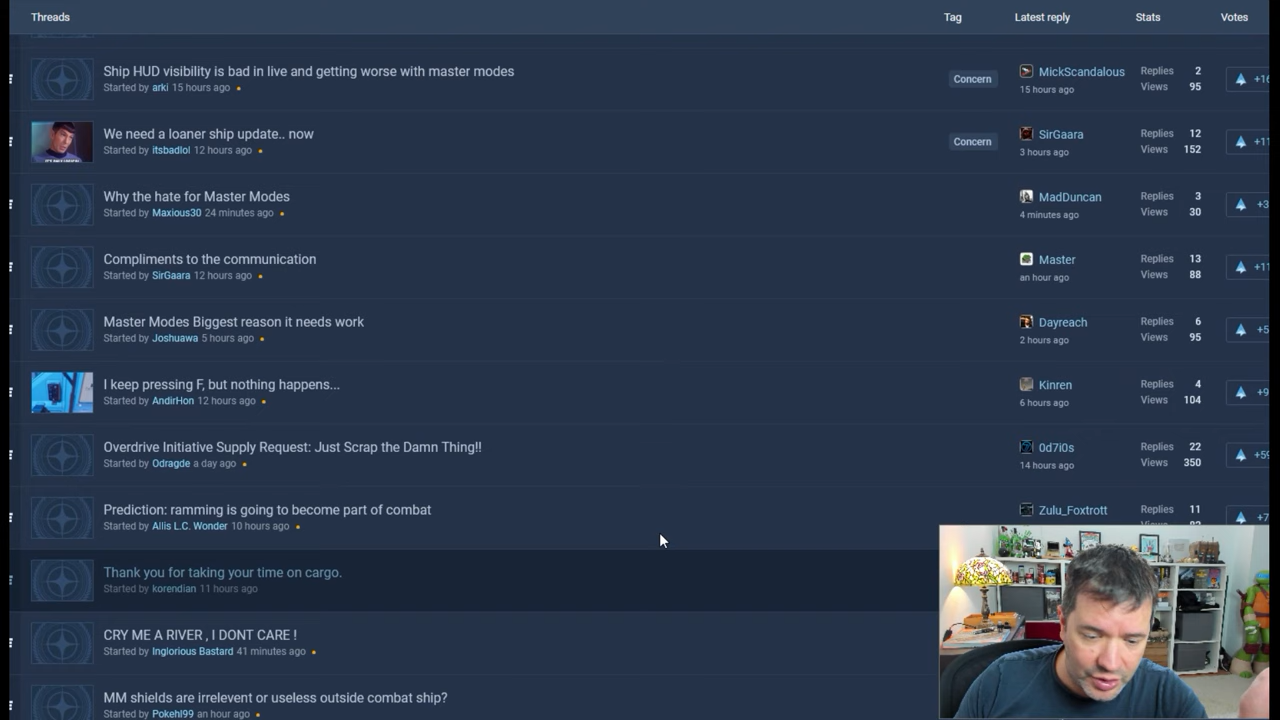 Threads Tag Latest reply Stats Votes
Ship HUD visibility is bad in live and getting worse with master modes
Started by arki 15 hours ago
Concern
MickScandalous
15 hours ago
Replies 2
Views 95
We need a loaner ship update.. now
Started by itsbadlol 12 hours ago
Concern
SirGaara
3 hours ago
Replies 12
Views 152
Why the hate for Master Modes
Started by Maxious30 24 minutes ago
MadDuncan
4 minutes ago
Replies 3
Views 30
+3
Compliments to the communication
Started by SirGaara 12 hours ago
Master
an hour ago
Replies 13
Views 88
Master Modes Biggest reason it needs work
Started by Joshuawa 5 hours ago
Dayreach
2 hours ago
Replies 6
Views 95
+5
I keep pressing F, but nothing happens...
Started by AndirHon 12 hours ago
Kinren
6 hours ago
Replies 4
Views 104
+9
Overdrive Initiative Supply Request: Just Scrap the Damn Thing!!
Started by Odragde a day ago
0d7i0s
14 hours ago
Replies 22
Views 350
Prediction: ramming is going to become part of combat
Started by Allis L.C. Wonder 10 hours ago
Zulu_Foxtrott
Replies 11
+7
Thank you for taking your time on cargo.
Started by korendian 11 hours ago
CRY ME A RIVER , I DONT CARE !
Started by Inglorious Bastard 41 minutes ago
MM shields are irrelevent or useless outside combat ship?
Started by Pokehl99 an hour ago